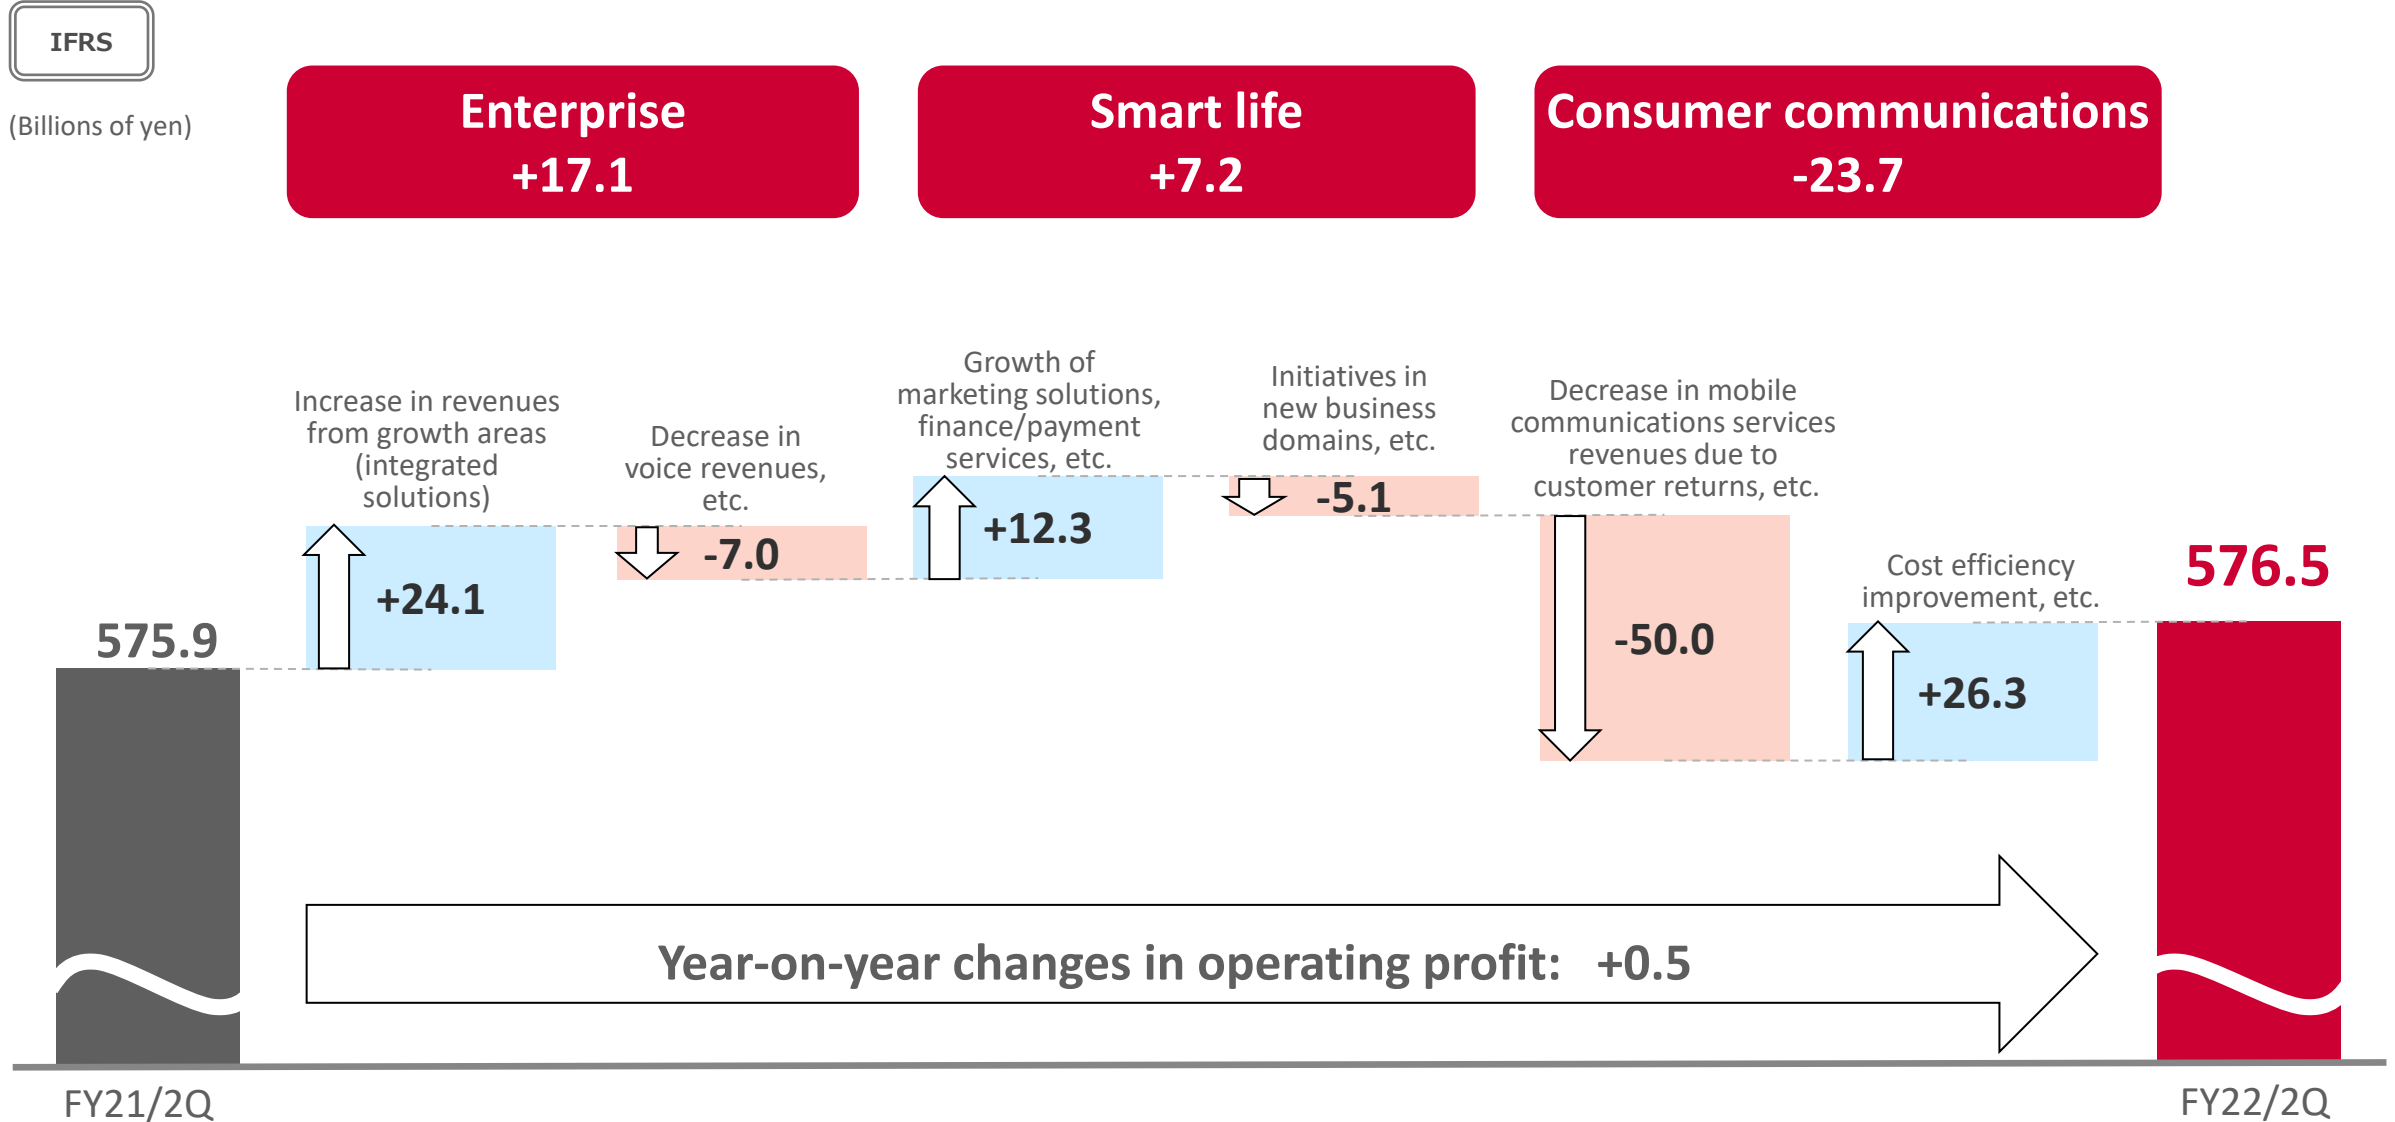 IFRS
(Billions of yen)
Enterprise
+17.1
Smart life
+7.2
Consumer communications
-23.7
Increase in revenues
from growth areas
(integrated
solutions)
+24.1
Decrease in
voice revenues,
etc.
-7.0
Growth of
marketing solutions,
finance/payment
services, etc.
+12.3
Initiatives in
new business
domains, etc.
-5.1
Decrease in mobile
communications services
revenues due to
customer returns, etc.
-50.0
Cost efficiency
improvement, etc.
+26.3
575.9
576.5
Year-on-year changes in operating profit: +0.5
FY21/2Q
FY22/2Q